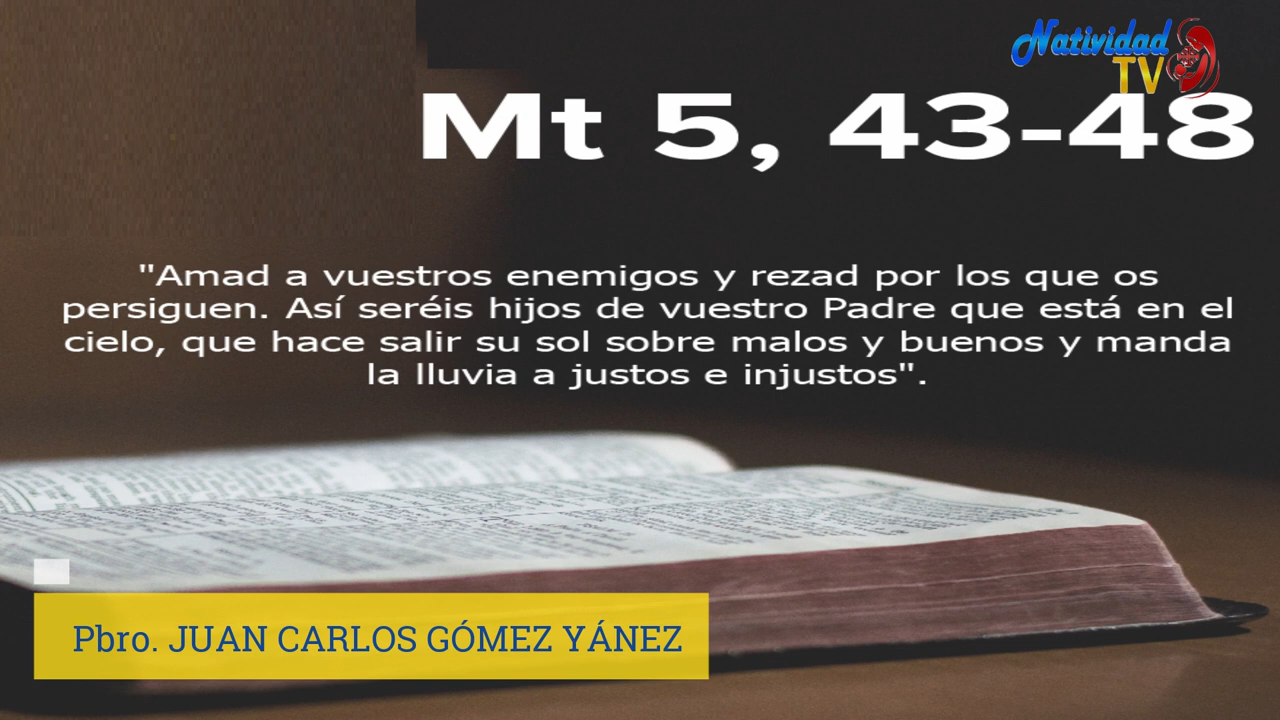 Natividad
TV
Mt 5, 43-48
"Amad a vuestros enemigos y rezad por los que os
persiguen. Así seréis hijos de vuestro Padre que está en el
cielo, que hace salir su sol sobre malos y buenos y manda
la lluvia a justos e injustos".
Pbro. JUAN CARLOS GÓMEZ YÁNEZ